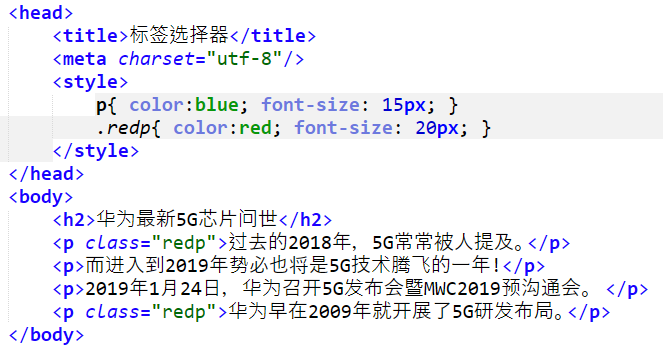 <head>
<title>标签选择器</title>
<meta charset="utf-8"/>
<style>
p{ color:blue; font-size: 15px; }
.redp{ color:red; font-size: 20px; }
</style>
</head>
<body>
<h2>华为最新5G芯片问世</h2>
<p class="redp">过去的2018年，5G常常被人提及。</p>
<p>而进入到2019年势必也将是5G技术腾飞的一年!</p>
<p>2019年1月24日，华为召开5G发布会暨MWC2019预沟通会。 </p>
<p class="redp">华为早在2009年就开展了5G研发布局。</p>
</body>